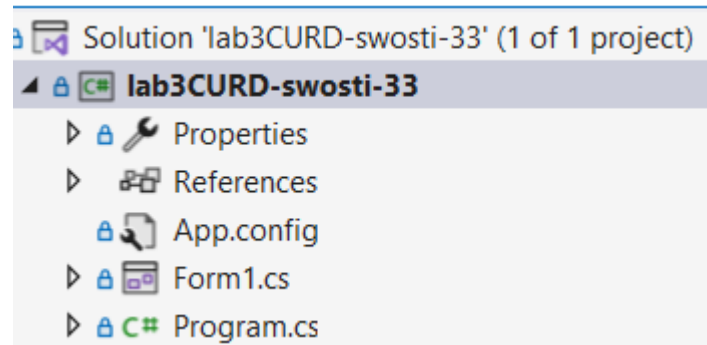 Solution 'lab3CURD-swosti-33' (1 of 1 project)
C# lab3CURD-swosti-33
Properties
References
App.config
Form1.cs
C# Program.cs